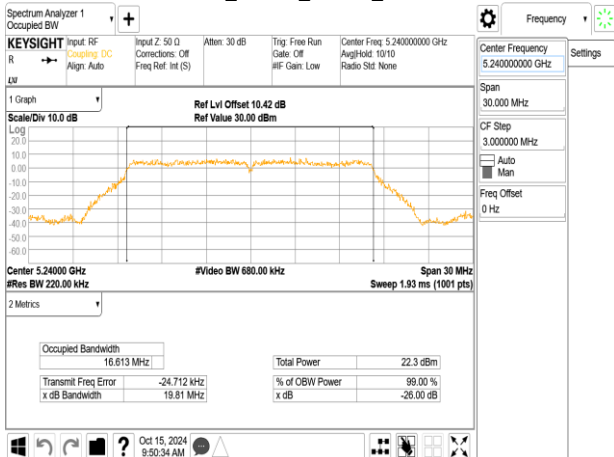 Spectrum Analyzer 1
Occupied BW
Frequency
KEYSIGHT
R
Input: RF
Coupling: DC
Align: Auto
Input Z: 50 Ω
Corrections: Off
Freq Ref: Int (S)
Atten: 30 dB
Trig: Free Run
Gate: Off
#IF Gain: Low
Center Freq: 5.240000000 GHz
Avg|Hold: 10/10
Radio Std: None
LXI
Center Frequency
5.240000000 GHz
Settings
Span
30.000 MHz
CF Step
3.000000 MHz
Auto
Man
Freq Offset
0 Hz
1 Graph
Scale/Div 10.0 dB
Ref Lvl Offset 10.42 dB
Ref Value 30.00 dBm
Log
20.0
10.0
0.00
-10.0
-20.0
-30.0
-40.0
-50.0
-60.0
Center 5.24000 GHz
#Res BW 220.00 kHz
#Video BW 680.00 kHz
Span 30 MHz
Sweep 1.93 ms (1001 pts)
2 Metrics
Occupied Bandwidth
16.613 MHz
Total Power 22.3 dBm
Transmit Freq Error -24.712 kHz
% of OBW Power 99.00 %
x dB Bandwidth 19.81 MHz
x dB -26.00 dB
?
Oct 15, 2024
9:50:34 AM